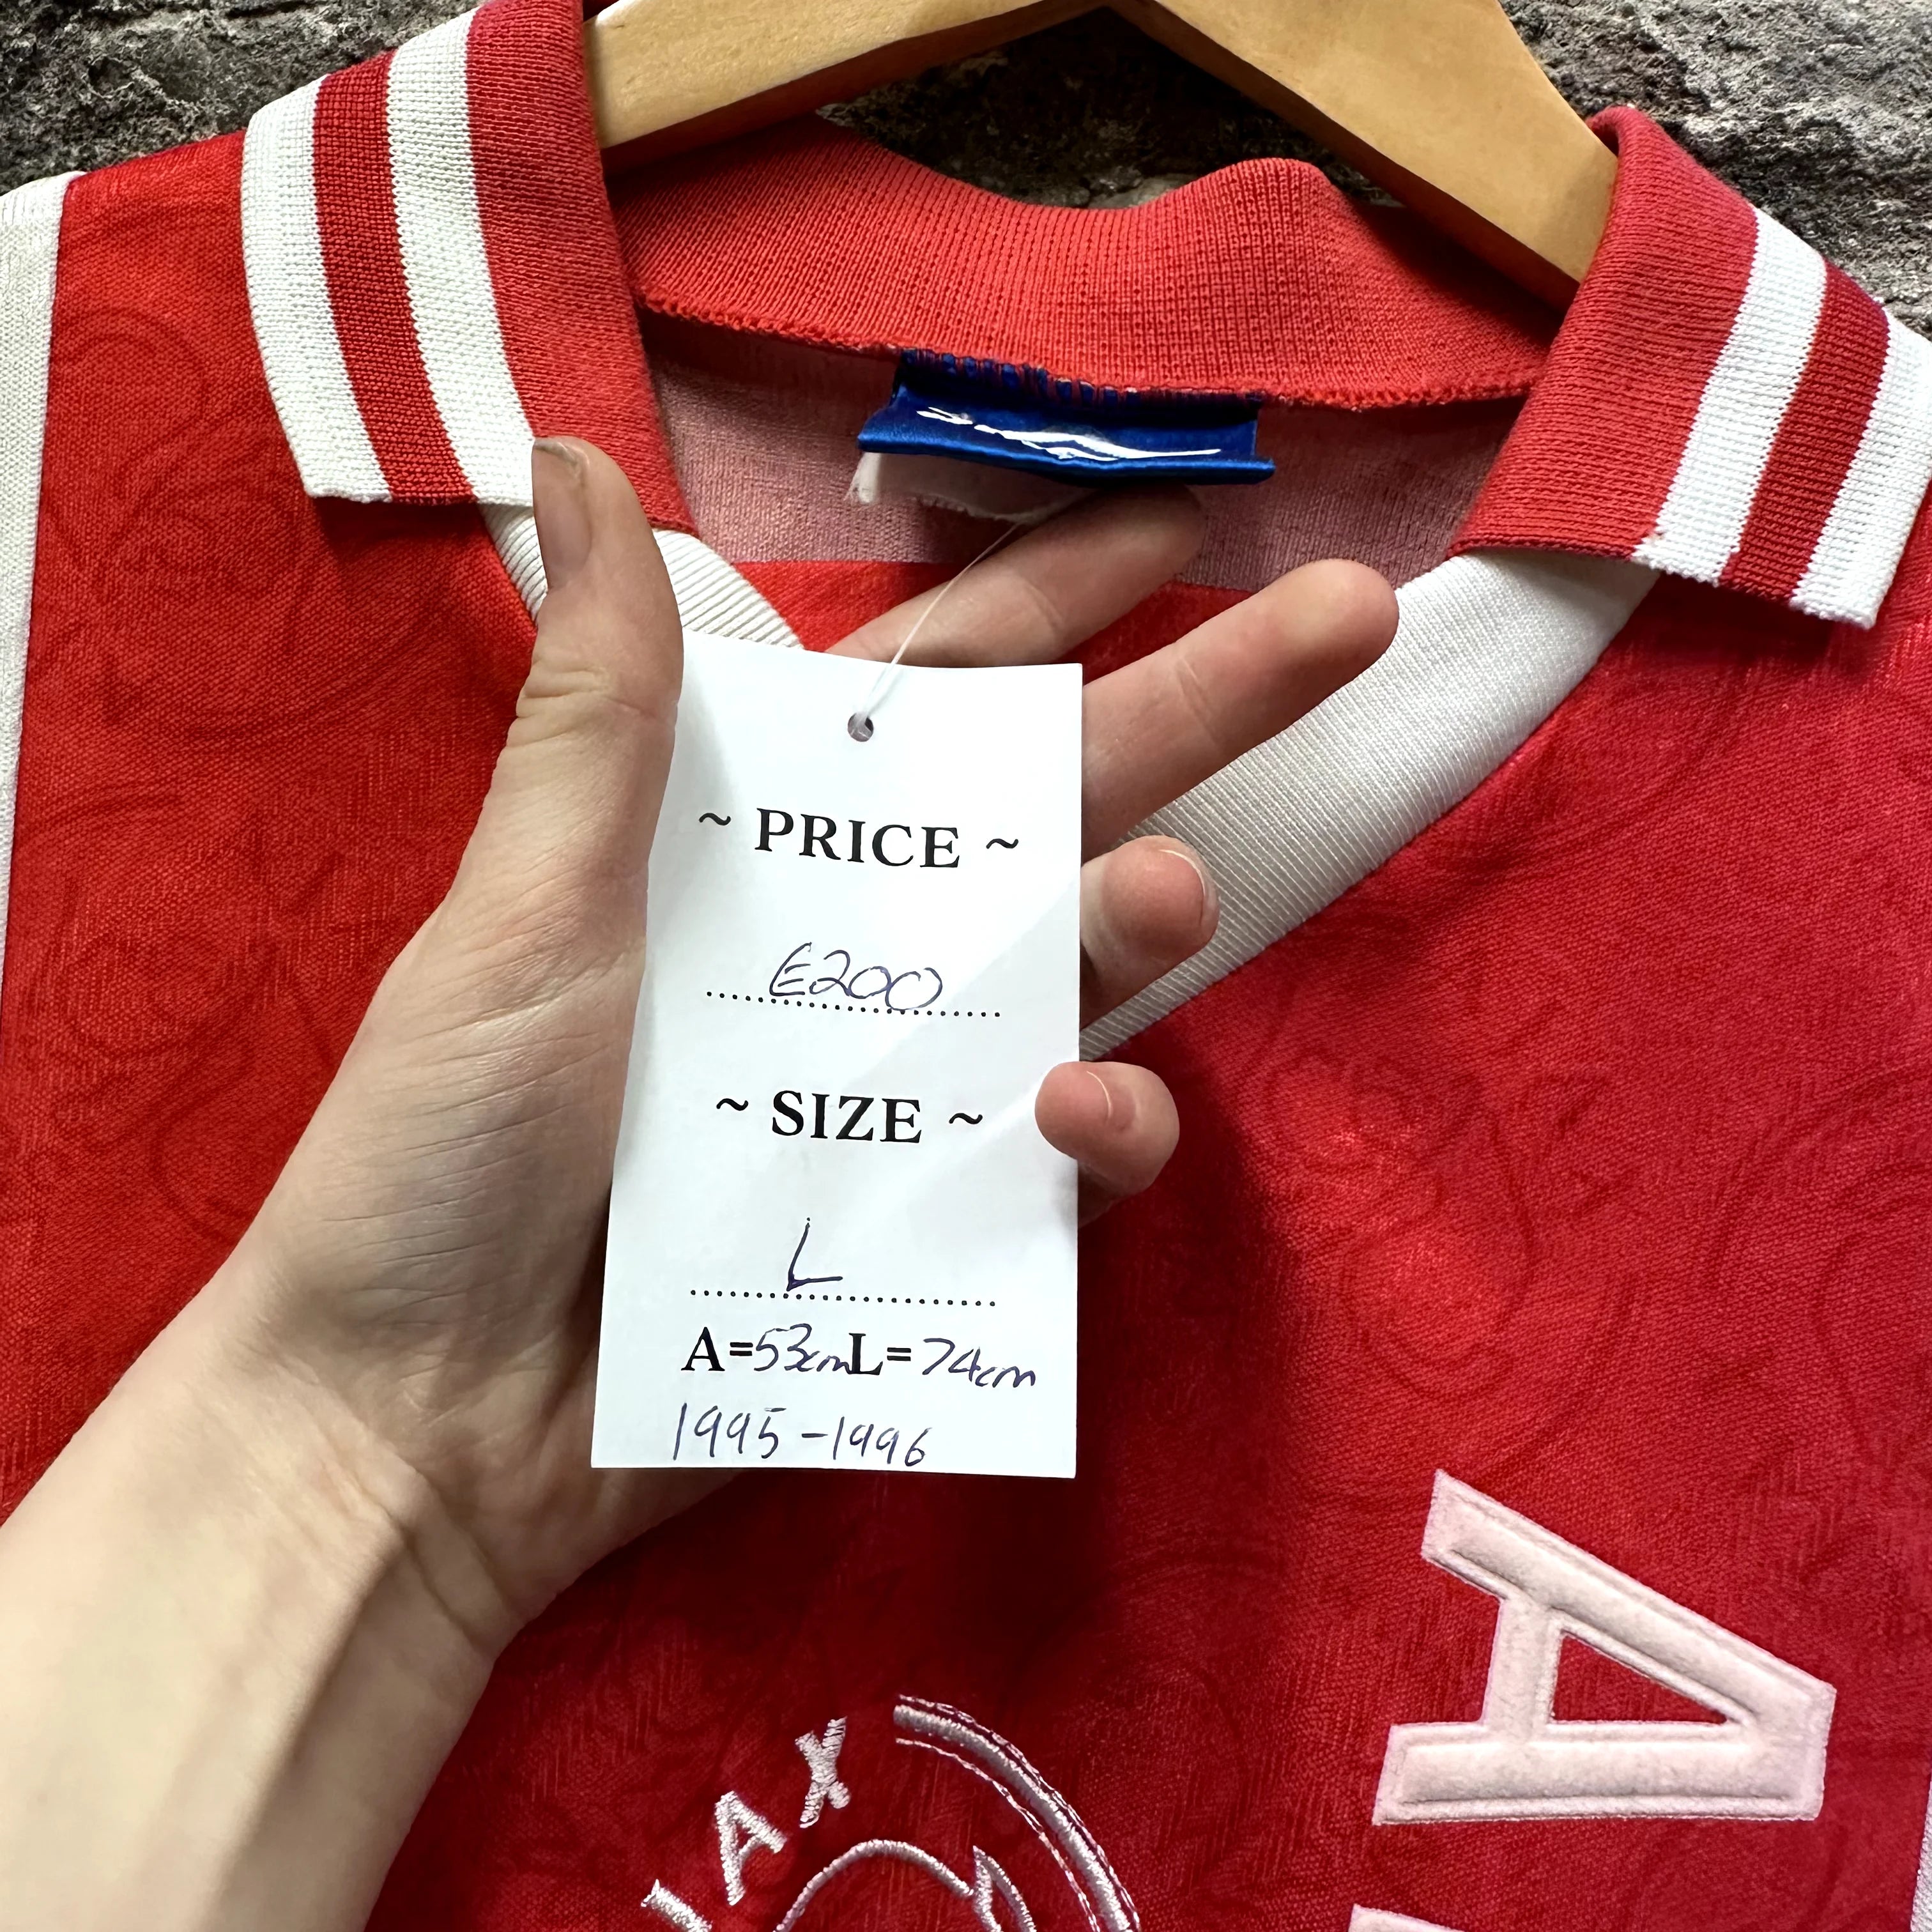 ~ PRICE ~
£200
~ SIZE ~
L
A=53cm L=74cm
1995-1996
AJAX
A